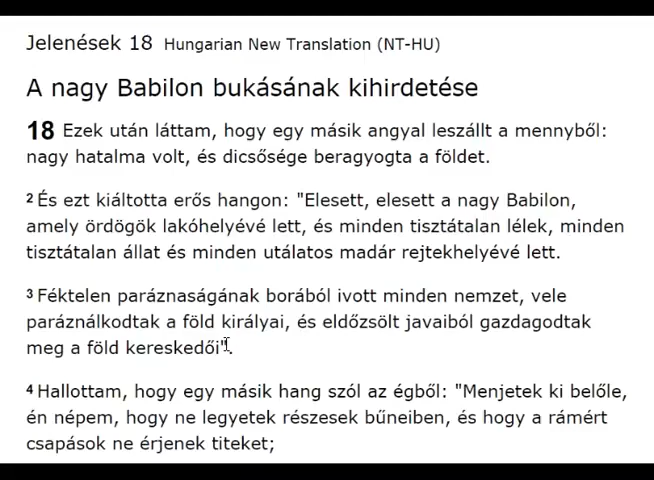 Jelenések 18 Hungarian New Translation (NT-HU)
A nagy Babilon bukásának kihirdetése
18 Ezek után láttam, hogy egy másik angyal leszállt a mennyből:
nagy hatalma volt, és dicsősége beragyogta a földet.
2 És ezt kiáltotta erős hangon: "Elesett, elesett a nagy Babilon,
amely ördögök lakóhelyévé lett, és minden tisztátalan lélek, minden
tisztátalan állat és minden utálatos madár rejtekhelyévé lett.
3 Féktelen paráznaságának borából ivott minden nemzet, vele
paráználkodtak a föld királyai, és eldőzsölt javaiból gazdagodtak
meg a föld kereskedői".
4 Hallottam, hogy egy másik hang szól az égből: "Menjetek ki belőle,
én népem, hogy ne legyetek részesek bűneiben, és hogy a rámért
csapások ne érjenek titeket;